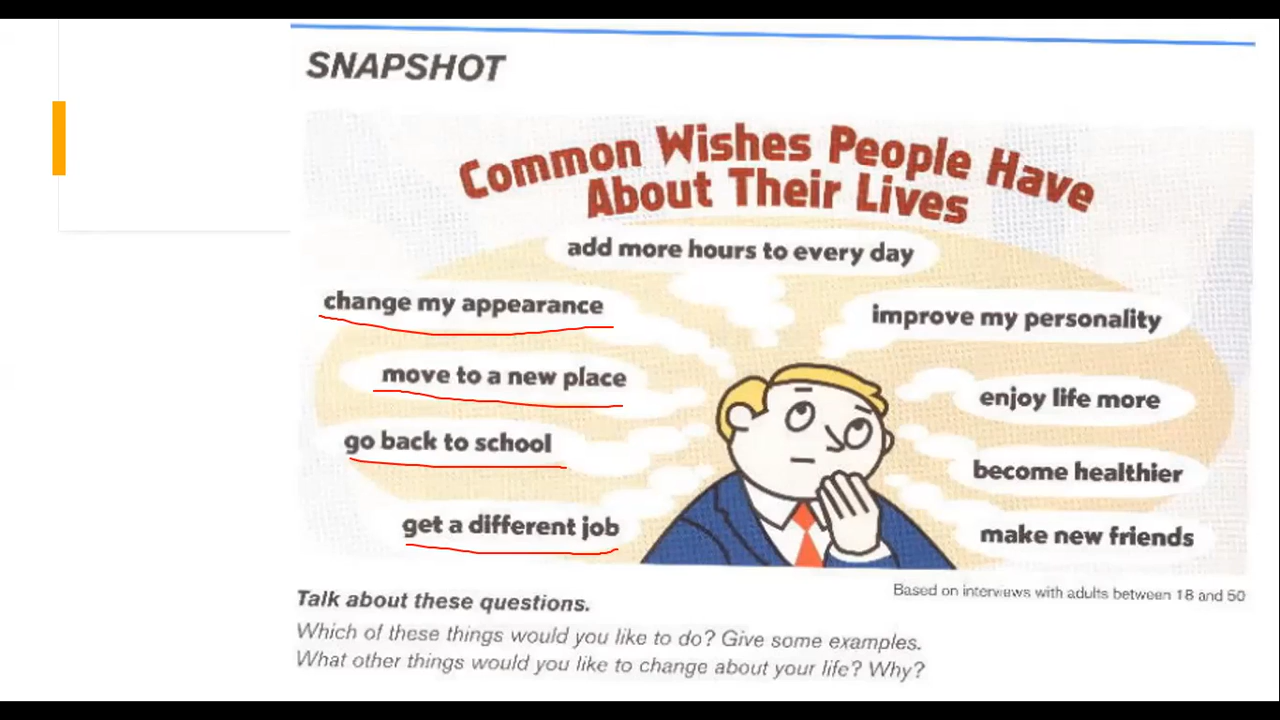 SNAPSHOT
Common Wishes People Have
About Their Lives
add more hours to every day
change my appearance
improve my personality
move to a new place
enjoy life more
go back to school
become healthier
get a different job
make new friends
Based on interviews with adults between 18 and 50
Talk about these questions.
Which of these things would you like to do? Give some examples.
What other things would you like to change about your life? Why?